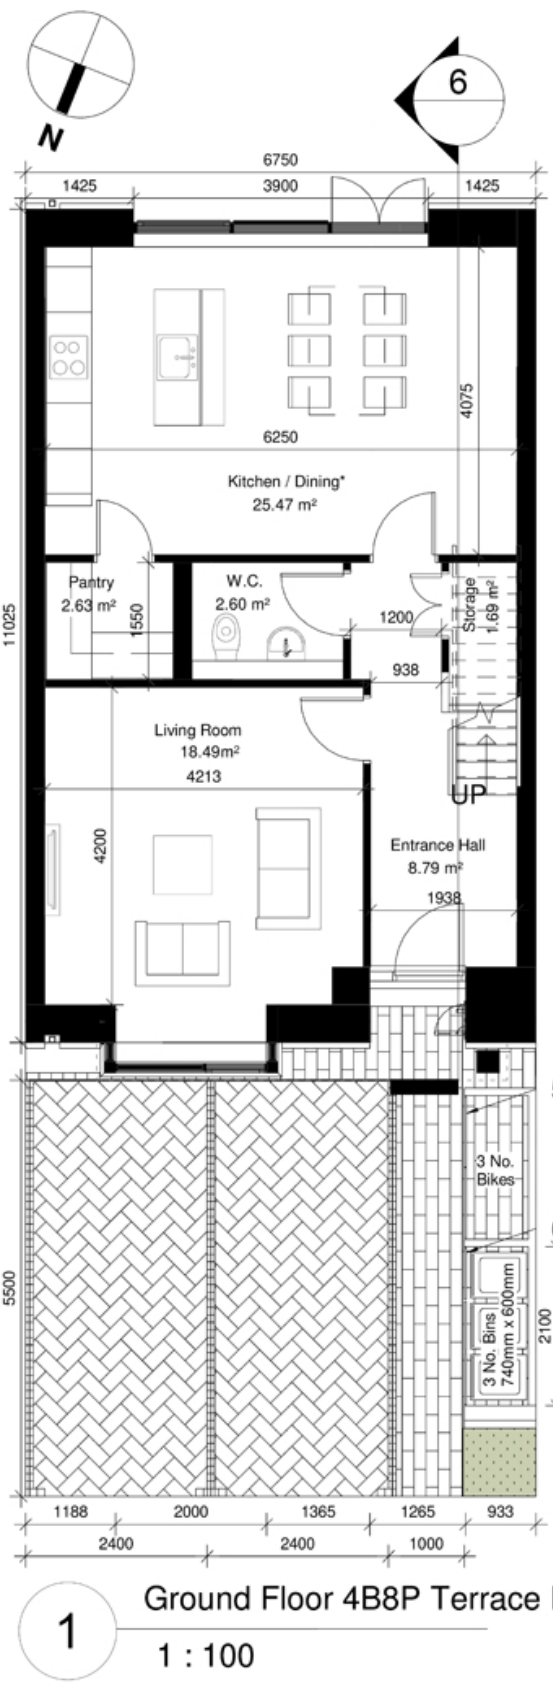 N
6
6750
1425
3900
1425
6250
4075
Kitchen / Dining*
25.47 m²
Pantry
2.63 m²
1550
W.C.
2.60 m²
1200
Storage
1.69 m²
938
11025
Living Room
18.49m²
4213
4200
UP
Entrance Hall
8.79 m²
1938
3 No.
Bikes
3 No. Bins
740mm x 600mm
2100
5500
1188
2000
1365
1265
933
2400
2400
1000
1
Ground Floor 4B8P Terrace
1 : 100